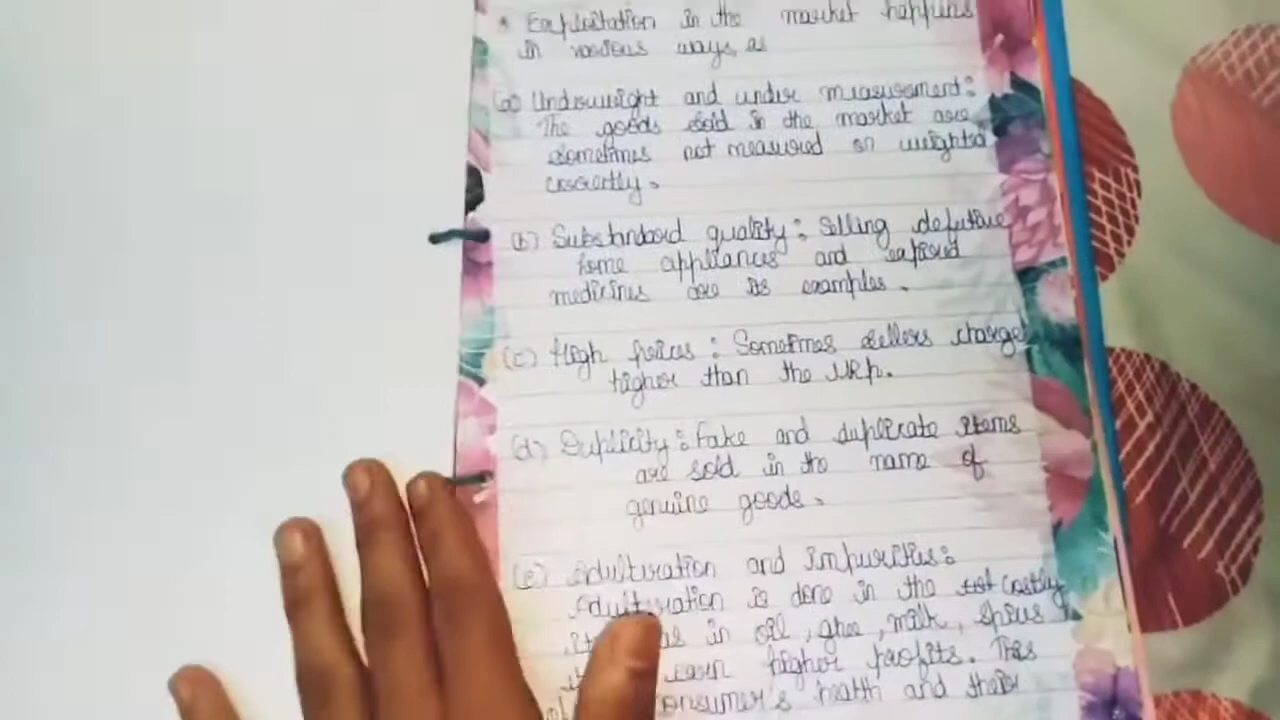 * Exploitation in the market happens
in various ways, as
(a) Underweight and under measurement:
The goods sold in the market are
sometimes not measured or weighted
correctly.
(b) Substandard quality: Selling defective
home appliances and expired
medicines are its examples.
(c) High prices: Sometimes sellers charge
higher than the M.R.P.
(d) Duplicity: Fake and duplicate items
are sold in the name of
genuine goods.
(e) Adulteration and Impurities:
Adulteration is done in the costly
as in oil, ghee, milk, spices
earn higher profits. This
consumer's health and their